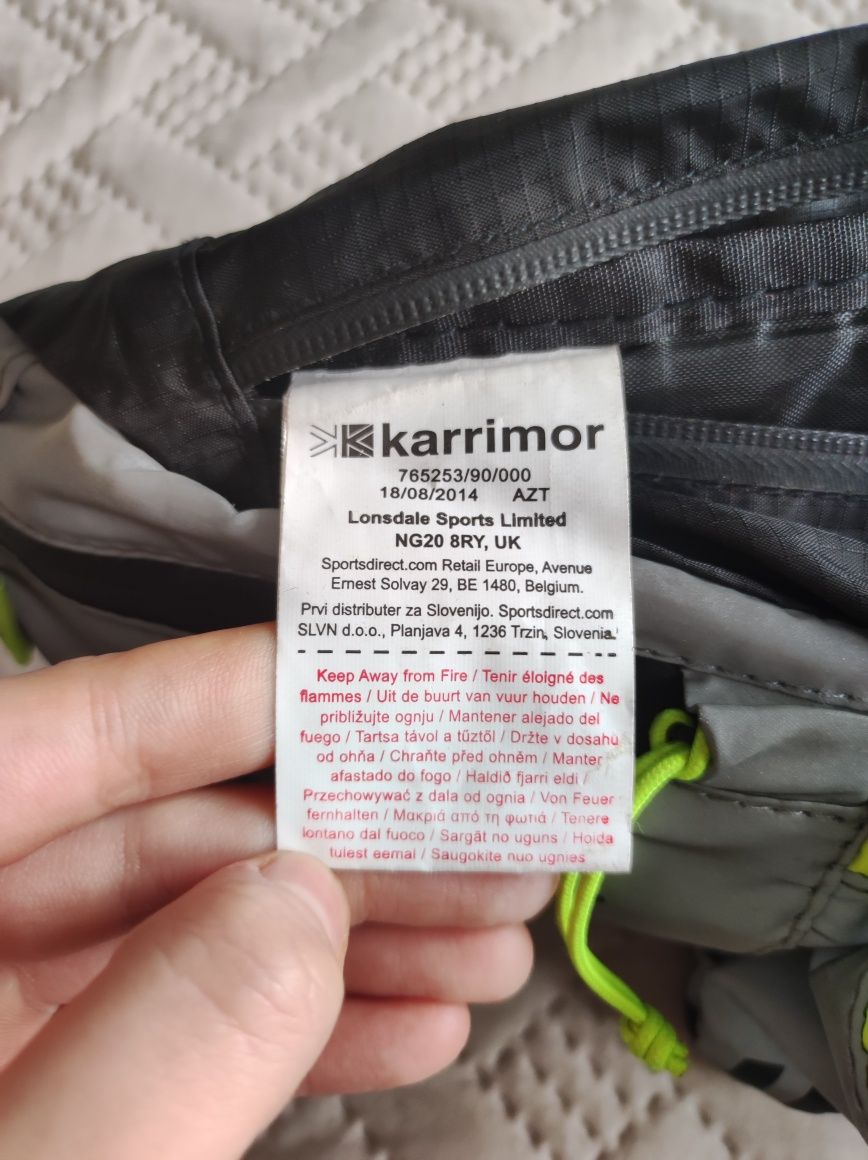 karrimor
765253/90/000
18/08/2014 AZT
Lonsdale Sports Limited
NG20 8RY, UK
Sportsdirect.com Retail Europe, Avenue
Ernest Solvay 29, BE 1480, Belgium.
Prvi distributer za Slovenijo. Sportsdirect.com
SLVN d.o.o., Planjava 4, 1236 Trzin, Slovenia.
Keep Away from Fire / Tenir éloigné des
flammes / Uit de buurt van vuur houden / Ne
približujte ognju / Mantener alejado del
fuego / Tartsa távol a tűztől / Držte v dosahu
od ohňa / Chraňte před ohněm / Manter
afastado do fogo / Haldið fjarri eldi /
Przechowywać z dala od ognia / Von Feuer
fernhalten / Μακριά από τη φωτιά / Tenere
lontano dal fuoco / Sargāt no uguns / Hoida
tulest eemal / Saugokite nuo ugnies